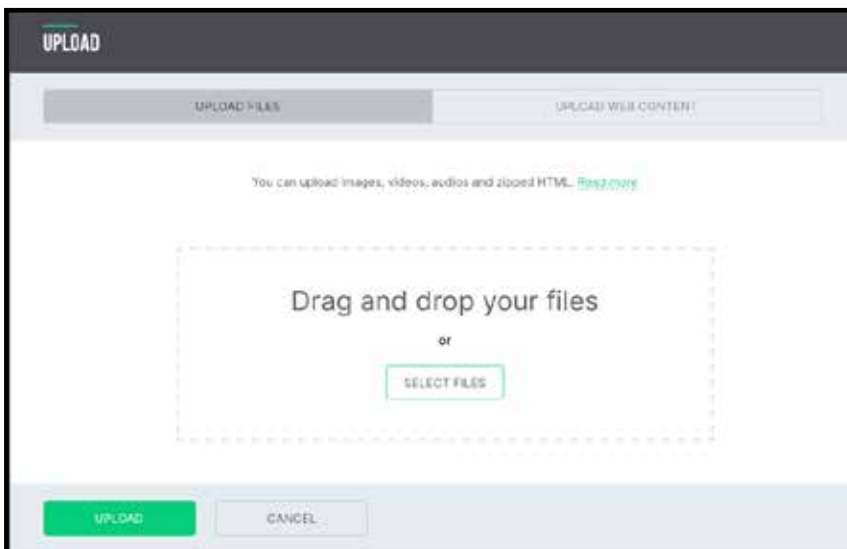 UPLOAD
UPLOAD FILES
UPLOAD WEB CONTENT
You can upload images, videos, audios and zipped HTML. Read more
Drag and drop your files
or
SELECT FILES
UPLOAD
CANCEL